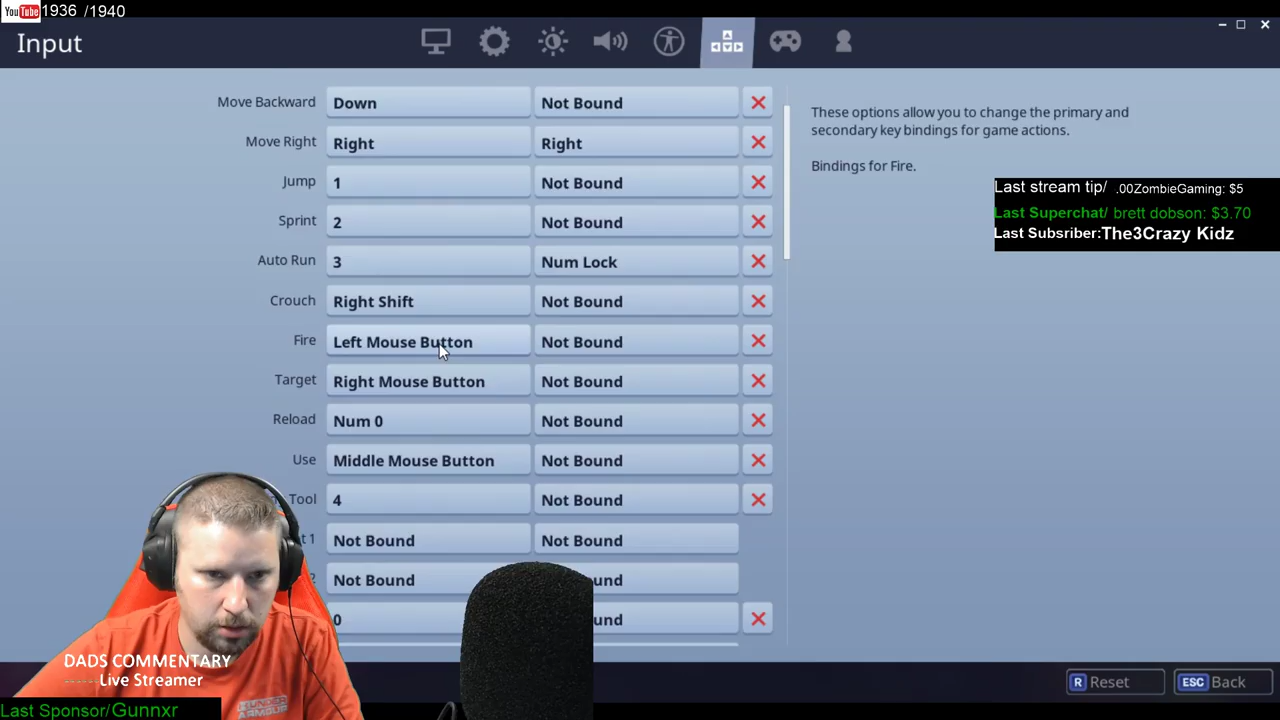 YouTube 1936 /1940
Input
Move Backward Down Not Bound
Move Right Right Right
Jump 1 Not Bound
Sprint 2 Not Bound
Auto Run 3 Num Lock
Crouch Right Shift Not Bound
Fire Left Mouse Button Not Bound
Target Right Mouse Button Not Bound
Reload Num 0 Not Bound
Use Middle Mouse Button Not Bound
Tool 4 Not Bound
1 Not Bound Not Bound
2 Not Bound
0
These options allow you to change the primary and
secondary key bindings for game actions.
Bindings for Fire.
Last stream tip/ .00ZombieGaming: $5
Last Superchat/ brett dobson: $3.70
Last Subsriber:The3Crazy Kidz
DADS COMMENTARY
Live Streamer
UNDER
ARMOUR
Last Sponsor/Gunnxr
R Reset
ESC Back